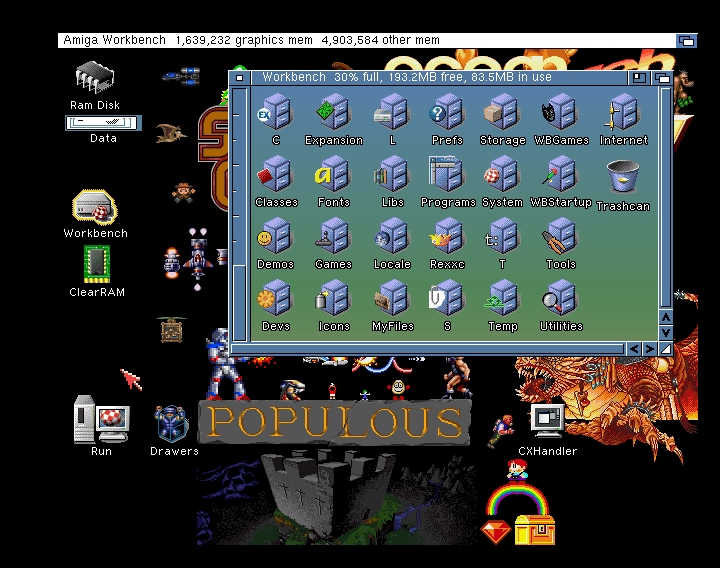 Amiga Workbench 1,639,232 graphics mem 4,903,584 other mem
Workbench 30% full, 193.2MB free, 83.5MB in use
Ram Disk
Data
Workbench
ClearRAM
Run
Drawers
C Expansion L Prefs Storage WBGames Internet
Classes Fonts Libs Programs System WBStartup Trashcan
Demos Games Locale Rexxc T Tools
Devs Icons MyFiles S Temp Utilities
POPULOUS
CXHandler